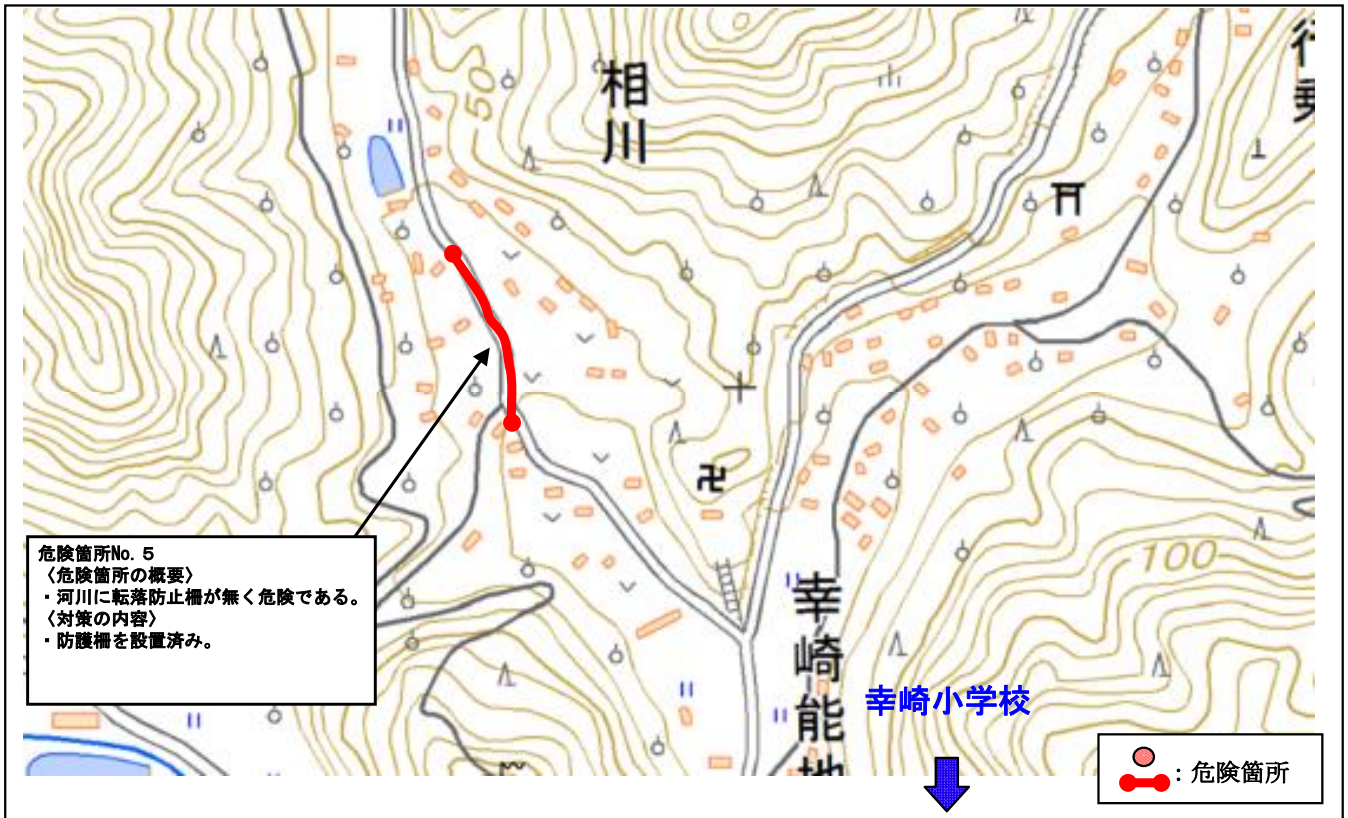 相川
行乗
50
危険箇所No. 5
〈危険箇所の概要〉
・河川に転落防止柵が無く危険である。
〈対策の内容〉
・防護柵を設置済み。
100
幸崎能地
幸崎小学校
：危険箇所